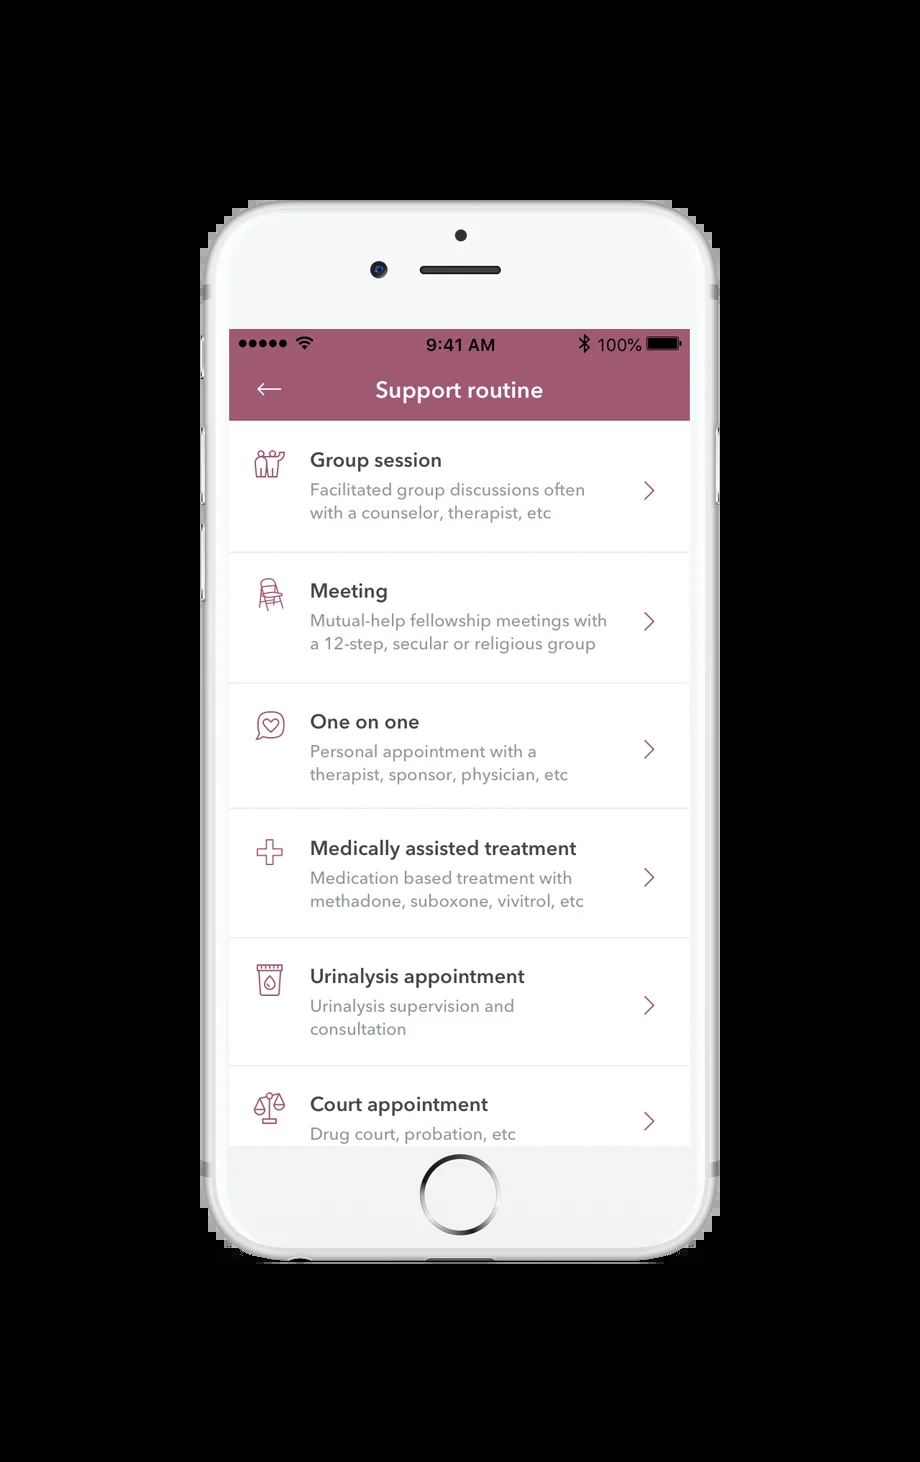 9:41 AM 100%
Support routine
Group session
Facilitated group discussions often
with a counselor, therapist, etc
Meeting
Mutual-help fellowship meetings with
a 12-step, secular or religious group
One on one
Personal appointment with a
therapist, sponsor, physician, etc
Medically assisted treatment
Medication based treatment with
methadone, suboxone, vivitrol, etc
Urinalysis appointment
Urinalysis supervision and
consultation
Court appointment
Drug court, probation, etc